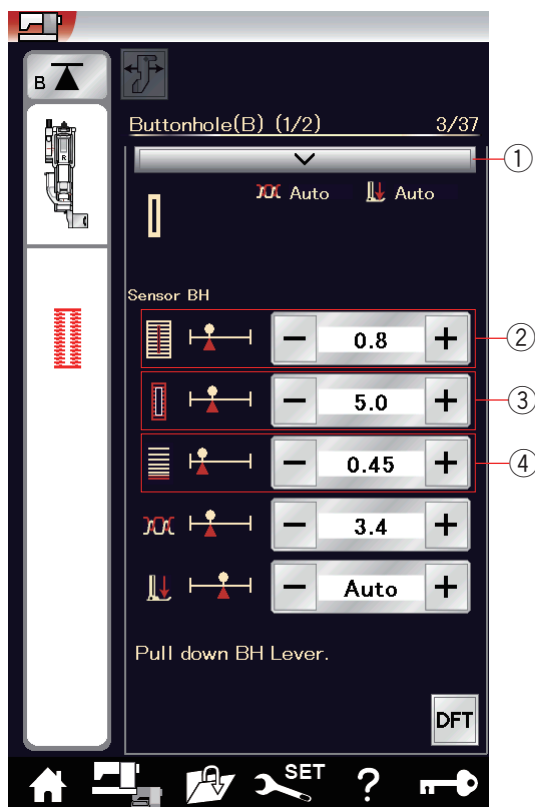 B
R
Buttonhole(B) (1/2) 3/37
①
Auto Auto
Sensor BH
− 0.8 + ②
− 5.0 + ③
− 0.45 + ④
− 3.4 +
− Auto +
Pull down BH Lever.
DFT
SET ?